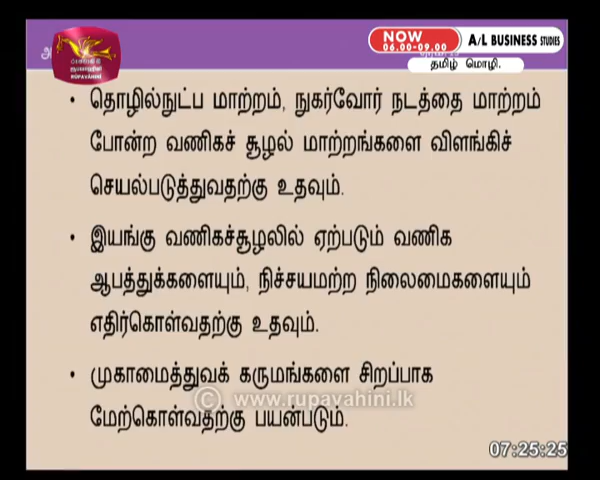 NOW
06.00-09.00
A/L BUSINESS STUDIES
தமிழ் மொழி.
RUPAVAHINI
• தொழில்நுட்ப மாற்றம், நுகர்வோர் நடத்தை மாற்றம்
போன்ற வணிகச் சூழல் மாற்றங்களை விளங்கிச்
செயல்படுத்துவதற்கு உதவும்.
• இயங்கு வணிகச்சூழலில் ஏற்படும் வணிக
ஆபத்துக்களையும், நிச்சயமற்ற நிலைமைகளையும்
எதிர்கொள்வதற்கு உதவும்.
• முகாமைத்துவக் கருமங்களை சிறப்பாக
© www.rupavahini.lk
மேற்கொள்வதற்கு பயன்படும்.
07:25:25